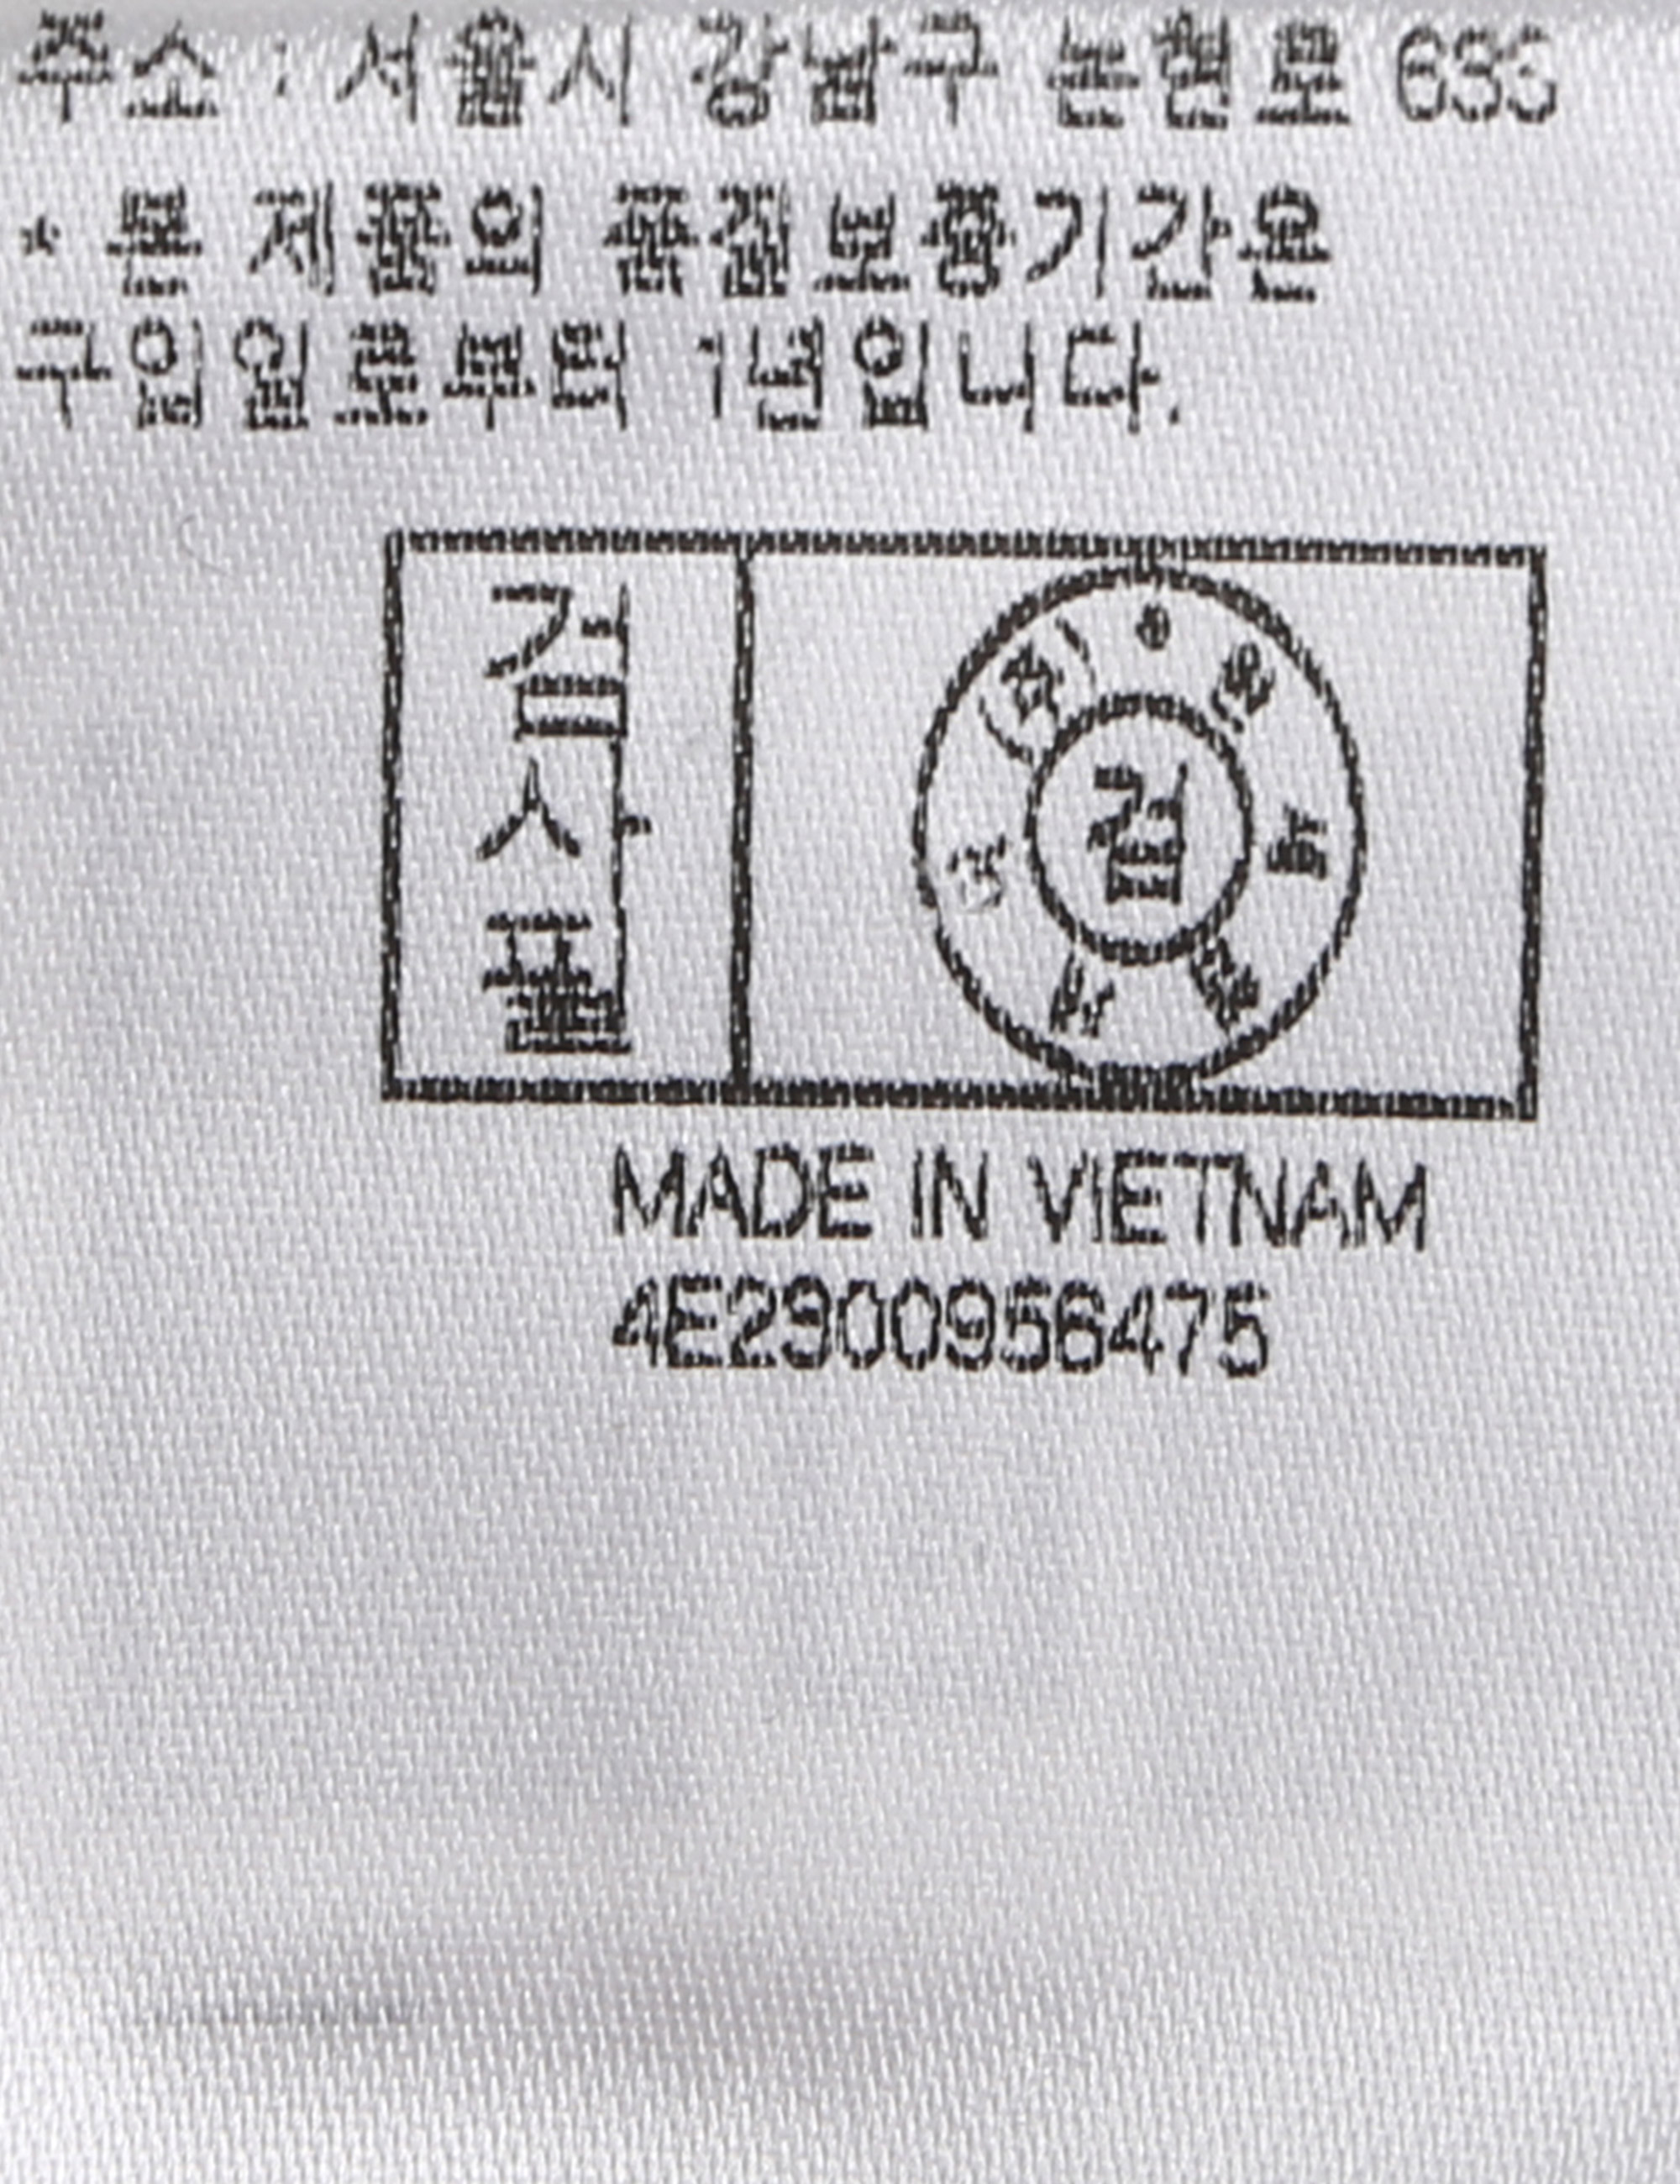 주소 : 서울시 강남구 논현로 633
* 본 제품의 품질보증기간은
구입일로부터 1년입니다.
검사필
검
MADE IN VIETNAM
4E2900956475